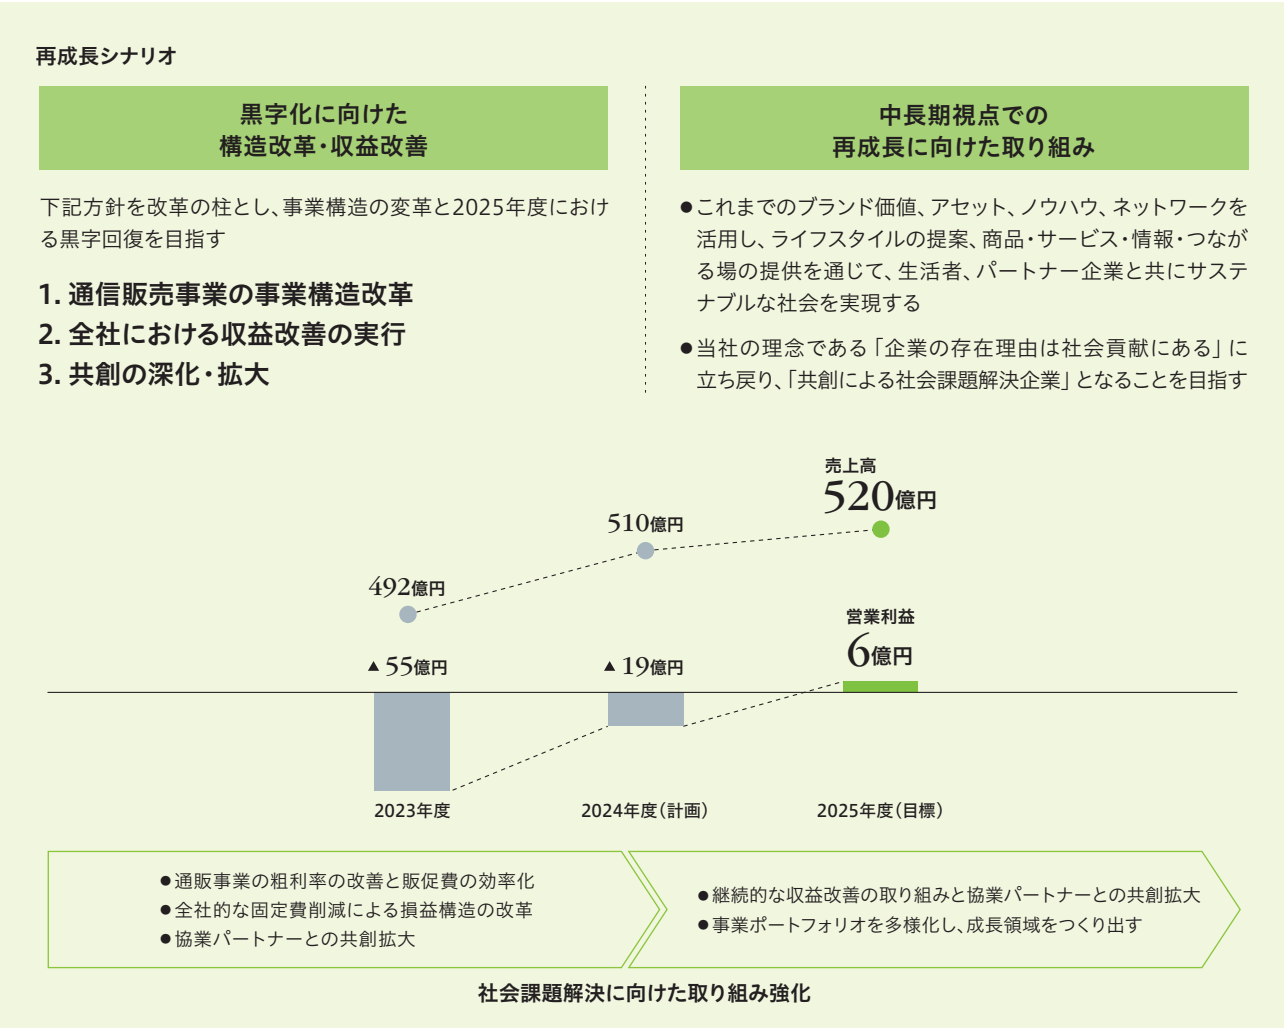 再成長シナリオ
黒字化に向けた
構造改革・収益改善
下記方針を改革の柱とし、事業構造の変革と2025年度におけ
る黒字回復を目指す
1. 通信販売事業の事業構造改革
2. 全社における収益改善の実行
3. 共創の深化・拡大
中長期視点での
再成長に向けた取り組み
●これまでのブランド価値、アセット、ノウハウ、ネットワークを
活用し、ライフスタイルの提案、商品・サービス・情報・つなが
る場の提供を通じて、生活者、パートナー企業と共にサステ
ナブルな社会を実現する
●当社の理念である「企業の存在理由は社会貢献にある」に
立ち戻り、「共創による社会課題解決企業」となることを目指す
売上高
520億円
510億円
492億円
営業利益
6億円
▲55億円
▲19億円
2023年度
2024年度(計画)
2025年度(目標)
●通販事業の粗利率の改善と販促費の効率化
●全社的な固定費削減による損益構造の改革
●協業パートナーとの共創拡大
●継続的な収益改善の取り組みと協業パートナーとの共創拡大
●事業ポートフォリオを多様化し、成長領域をつくり出す
社会課題解決に向けた取り組み強化